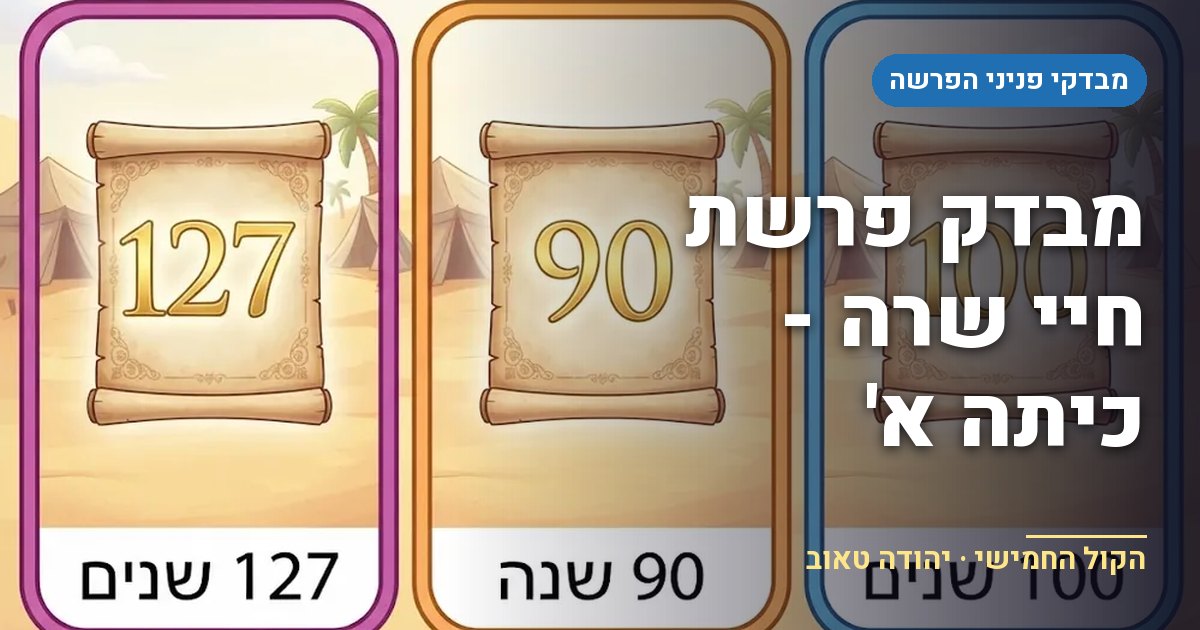 מבדקי פניני הפרשה
מבדק פרשת
חיי שרה -
כיתה א'
הקול החמישי · יהודה טאוב
100
100 שנים
90
90 שנה
127
127 שנים